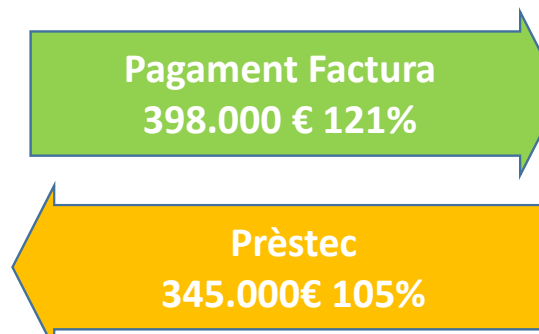 Pagament Factura
398.000 € 121%
Prèstec
345.000€ 105%